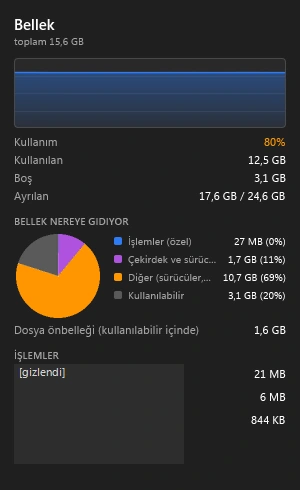 Bellek
toplam 15,6 GB
Kullanım 80%
Kullanılan 12,5 GB
Boş 3,1 GB
Ayrılan 17,6 GB / 24,6 GB
BELLEK NEREYE GIDIYOR
İşlemler (özel) 27 MB (0%)
Çekirdek ve sürüc... 1,7 GB (11%)
Diğer (sürücüler,... 10,7 GB (69%)
Kullanılabilir 3,1 GB (20%)
Dosya önbelleği (kullanılabilir içinde) 1,6 GB
İŞLEMLER
[gizlendi] 21 MB
6 MB
844 KB